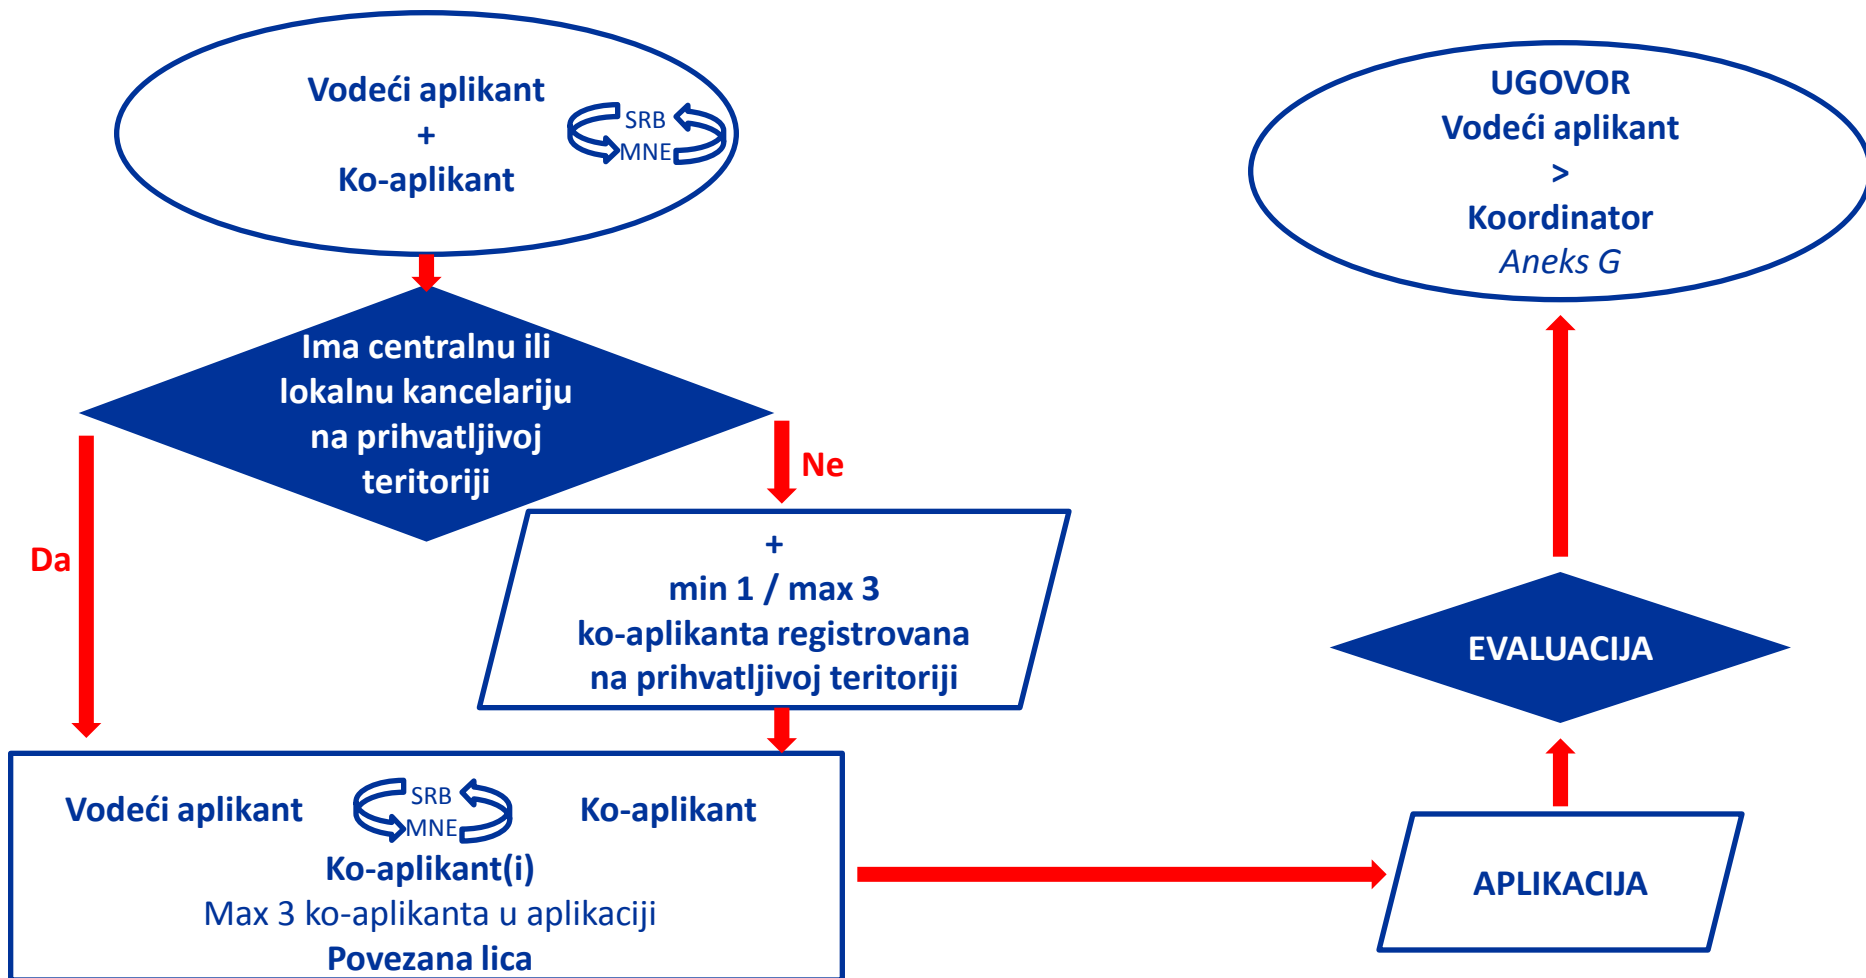 Vodeći aplikant
+
Ko-aplikant
SRB
MNE
Ima centralnu ili
lokalnu kancelariju
na prihvatljivoj
teritoriji
Da
Ne
+
min 1 / max 3
ko-aplikanta registrovana
na prihvatljivoj teritoriji
Vodeći aplikant
SRB
MNE
Ko-aplikant
Ko-aplikant(i)
Max 3 ko-aplikanta u aplikaciji
Povezana lica
APLIKACIJA
EVALUACIJA
UGOVOR
Vodeći aplikant
>
Koordinator
Aneks G